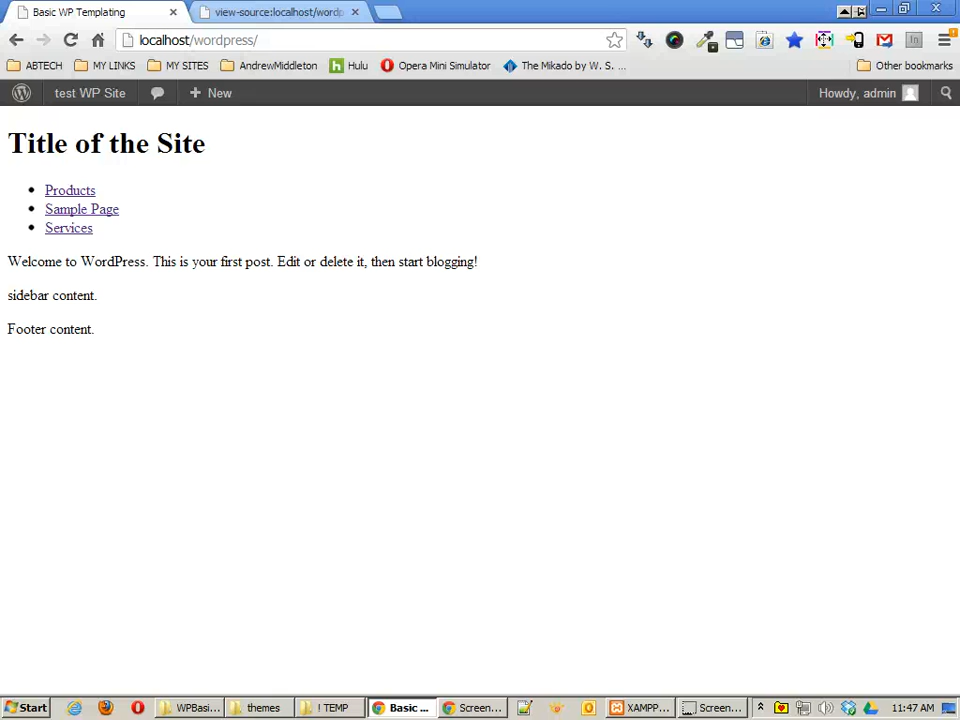 Basic WP Templating
view-source:localhost/wordp
localhost/wordpress/
ABTECH
MY LINKS
MY SITES
AndrewMiddleton
h Hulu
Opera Mini Simulator
The Mikado by W. S. ...
Other bookmarks
test WP Site
New
Howdy, admin
Title of the Site
Products
Sample Page
Services
Welcome to WordPress. This is your first post. Edit or delete it, then start blogging!
sidebar content.
Footer content.
Start
WPBasi...
themes
! TEMP
Basic ...
Screen...
XAMPP...
Screen...
11:47 AM